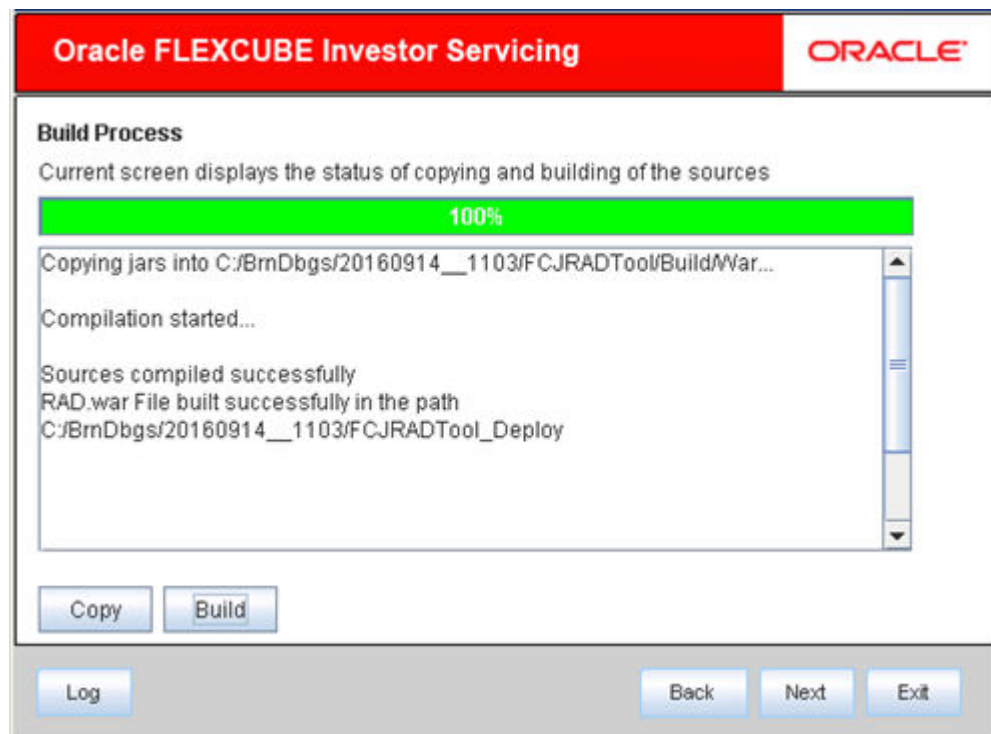 Oracle FLEXCUBE Investor Servicing
ORACLE
Build Process
Current screen displays the status of copying and building of the sources
100%
Copying jars into C:/BrnDbgs/20160914__1103/FCJRADTool/Build/War...
Compilation started...
Sources compiled successfully
RAD.war File built successfully in the path
C:/BrnDbgs/20160914__1103/FCJRADTool_Deploy
Copy Build
Log Back Next Exit